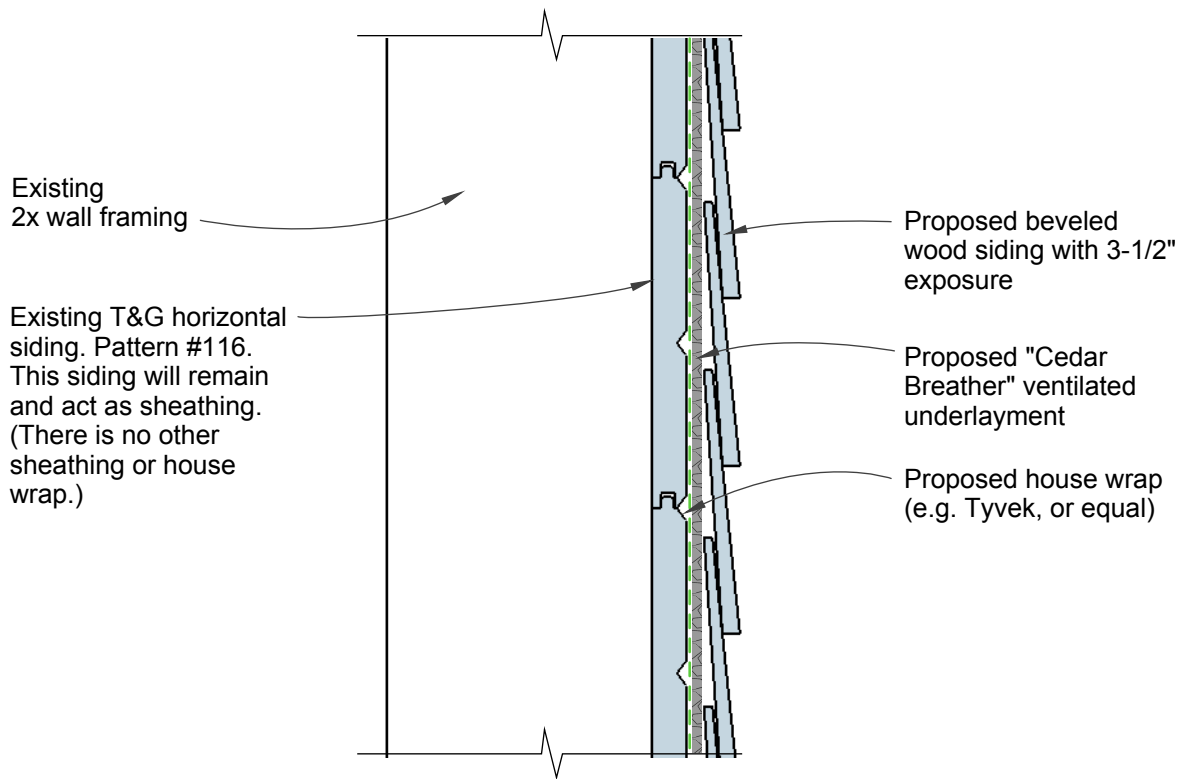 Existing
2x wall framing
Existing T&G horizontal
siding. Pattern #116.
This siding will remain
and act as sheathing.
(There is no other
sheathing or house
wrap.)
Proposed beveled
wood siding with 3-1/2"
exposure
Proposed "Cedar
Breather" ventilated
underlayment
Proposed house wrap
(e.g. Tyvek, or equal)